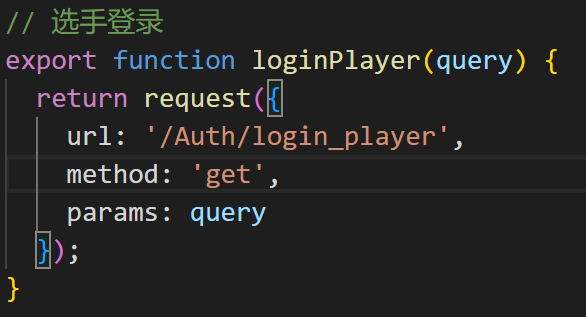 // 选手登录
export function loginPlayer(query) {
  return request({
    url: '/Auth/login_player',
    method: 'get',
    params: query
  });
}